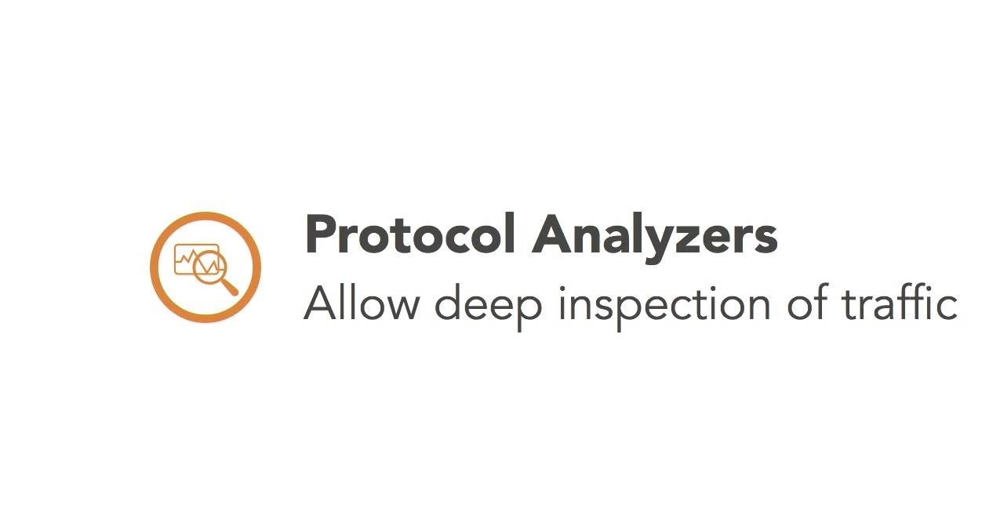 Protocol Analyzers
Allow deep inspection of traffic